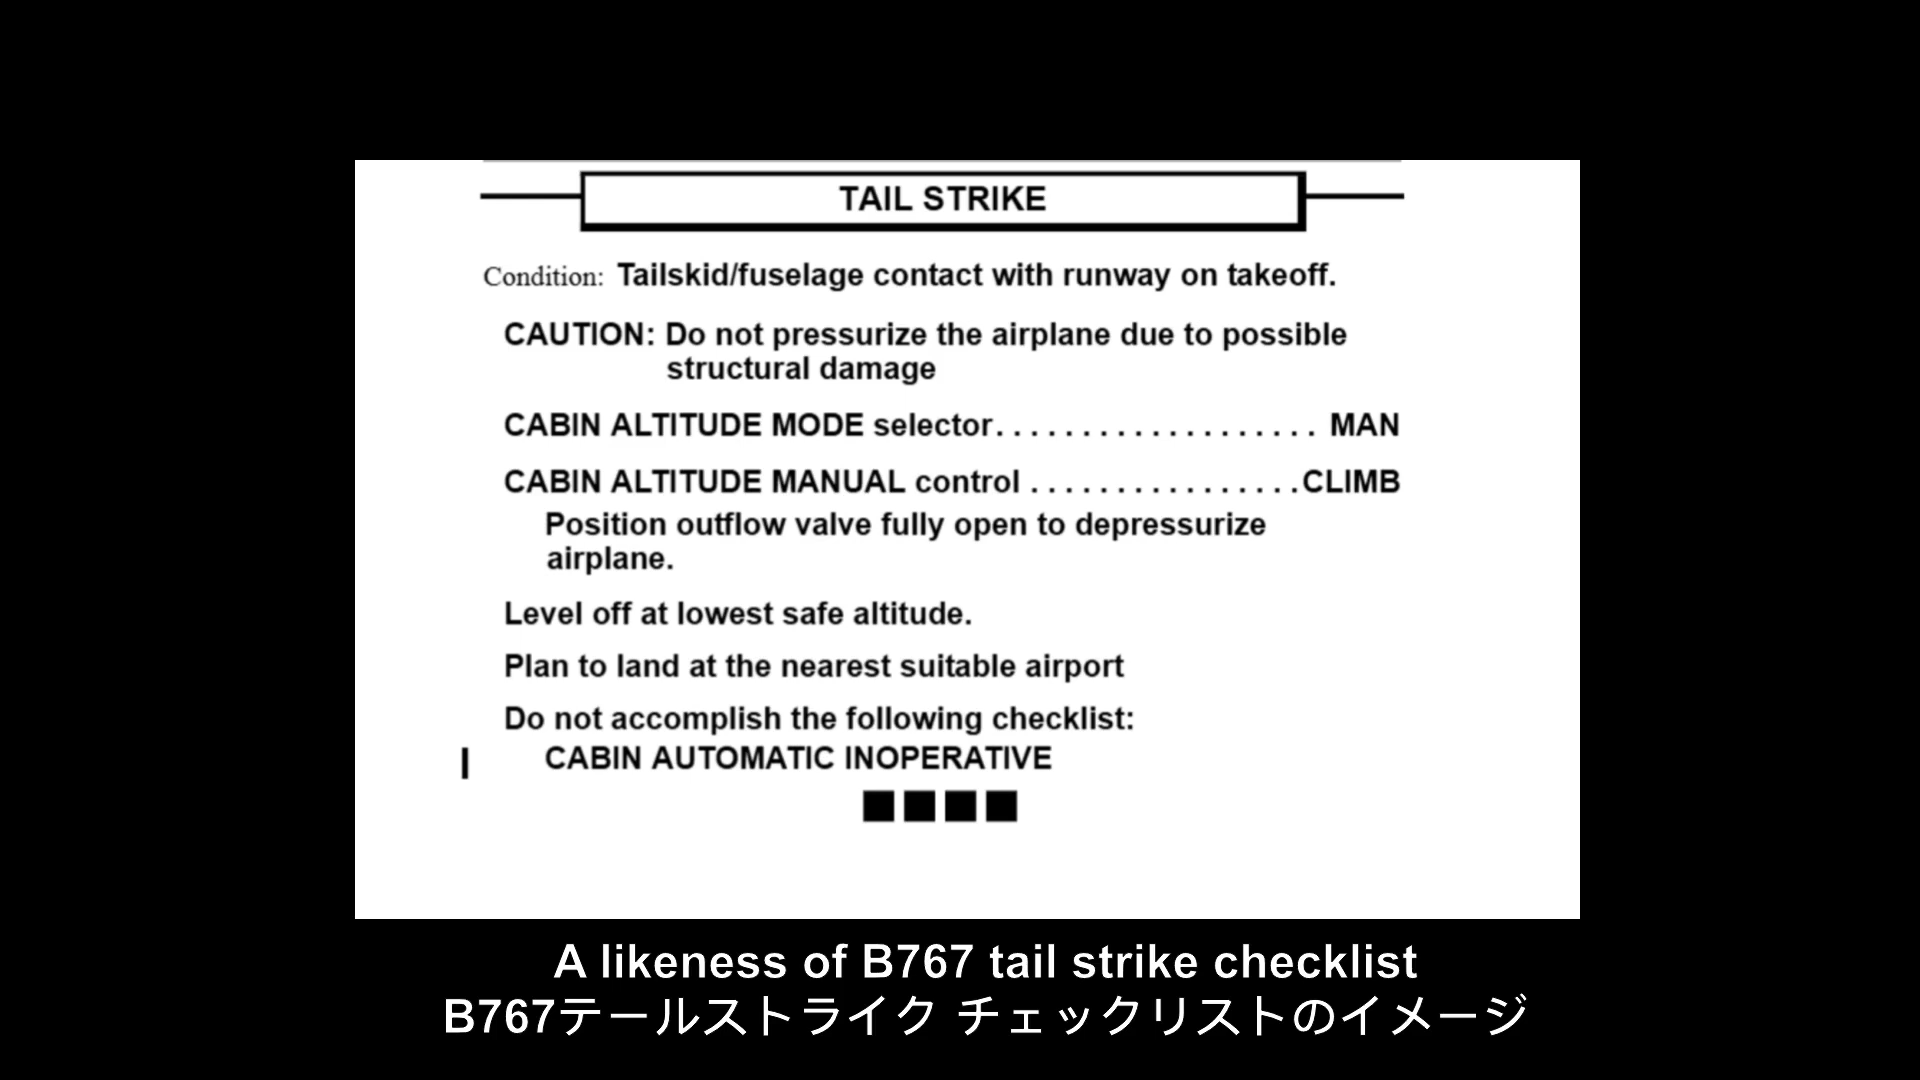 TAIL STRIKE
Condition: Tailskid/fuselage contact with runway on takeoff.
CAUTION: Do not pressurize the airplane due to possible
structural damage
CABIN ALTITUDE MODE selector. . . . . . . . . . . . . . . . . . . MAN
CABIN ALTITUDE MANUAL control . . . . . . . . . . . . . . . . CLIMB
Position outflow valve fully open to depressurize
airplane.
Level off at lowest safe altitude.
Plan to land at the nearest suitable airport
Do not accomplish the following checklist:
CABIN AUTOMATIC INOPERATIVE
A likeness of B767 tail strike checklist
B767テールストライク チェックリストのイメージ